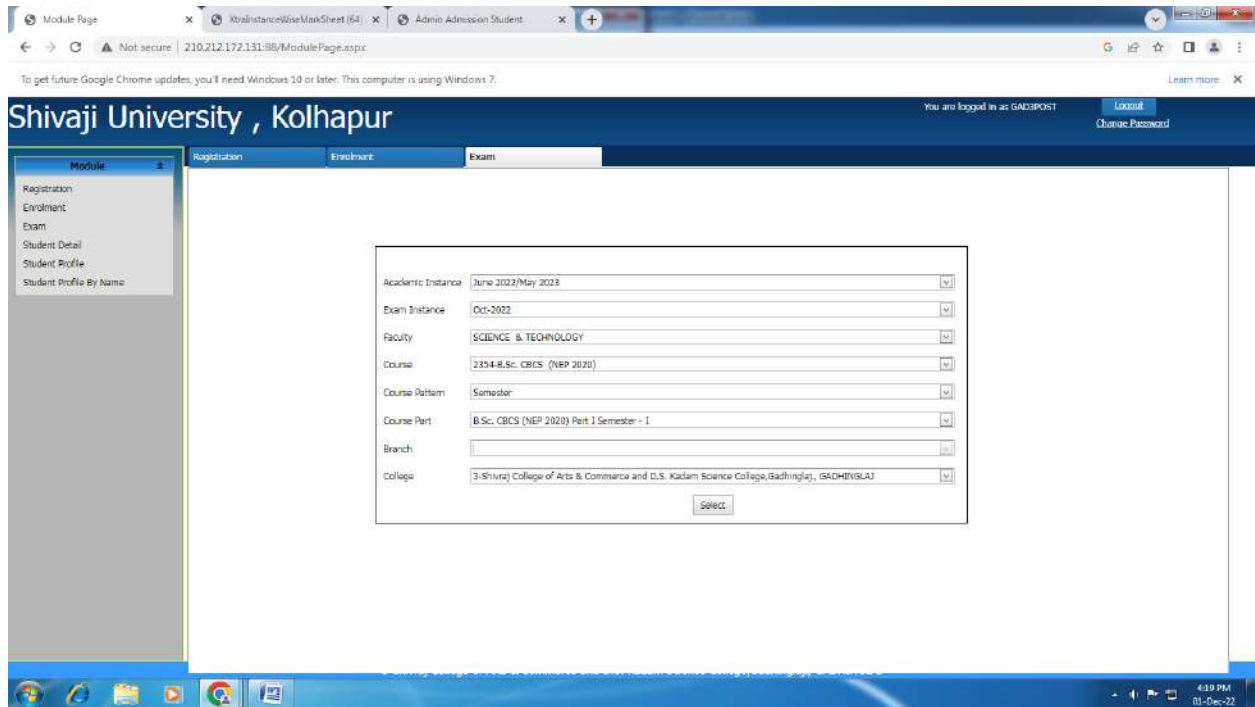 Module Page
XtraInstanceWiseMarkSheet (64)
Admin Admission Student
Not secure 210.212.172.131:88/ModulePage.aspx
To get future Google Chrome updates, you'll need Windows 10 or later. This computer is using Windows 7.
Learn more
Shivaji University , Kolhapur
You are logged in as GAD3POST
Logout
Change Password
Module
Registration
Enrolment
Exam
Student Detail
Student Profile
Student Profile By Name
Registration Enrolment Exam
Academic Instance June 2022/May 2023
Exam Instance Oct-2022
Faculty SCIENCE & TECHNOLOGY
Course 2354-B.Sc. CBCS (NEP 2020)
Course Pattern Semester
Course Part B.Sc. CBCS (NEP 2020) Part I Semester - I
Branch
College 3-Shivraj College of Arts & Commerce and D.S. Kadam Science College,Gadhinglaj., GADHINGLAJ
Select
4:19 PM
01-Dec-22